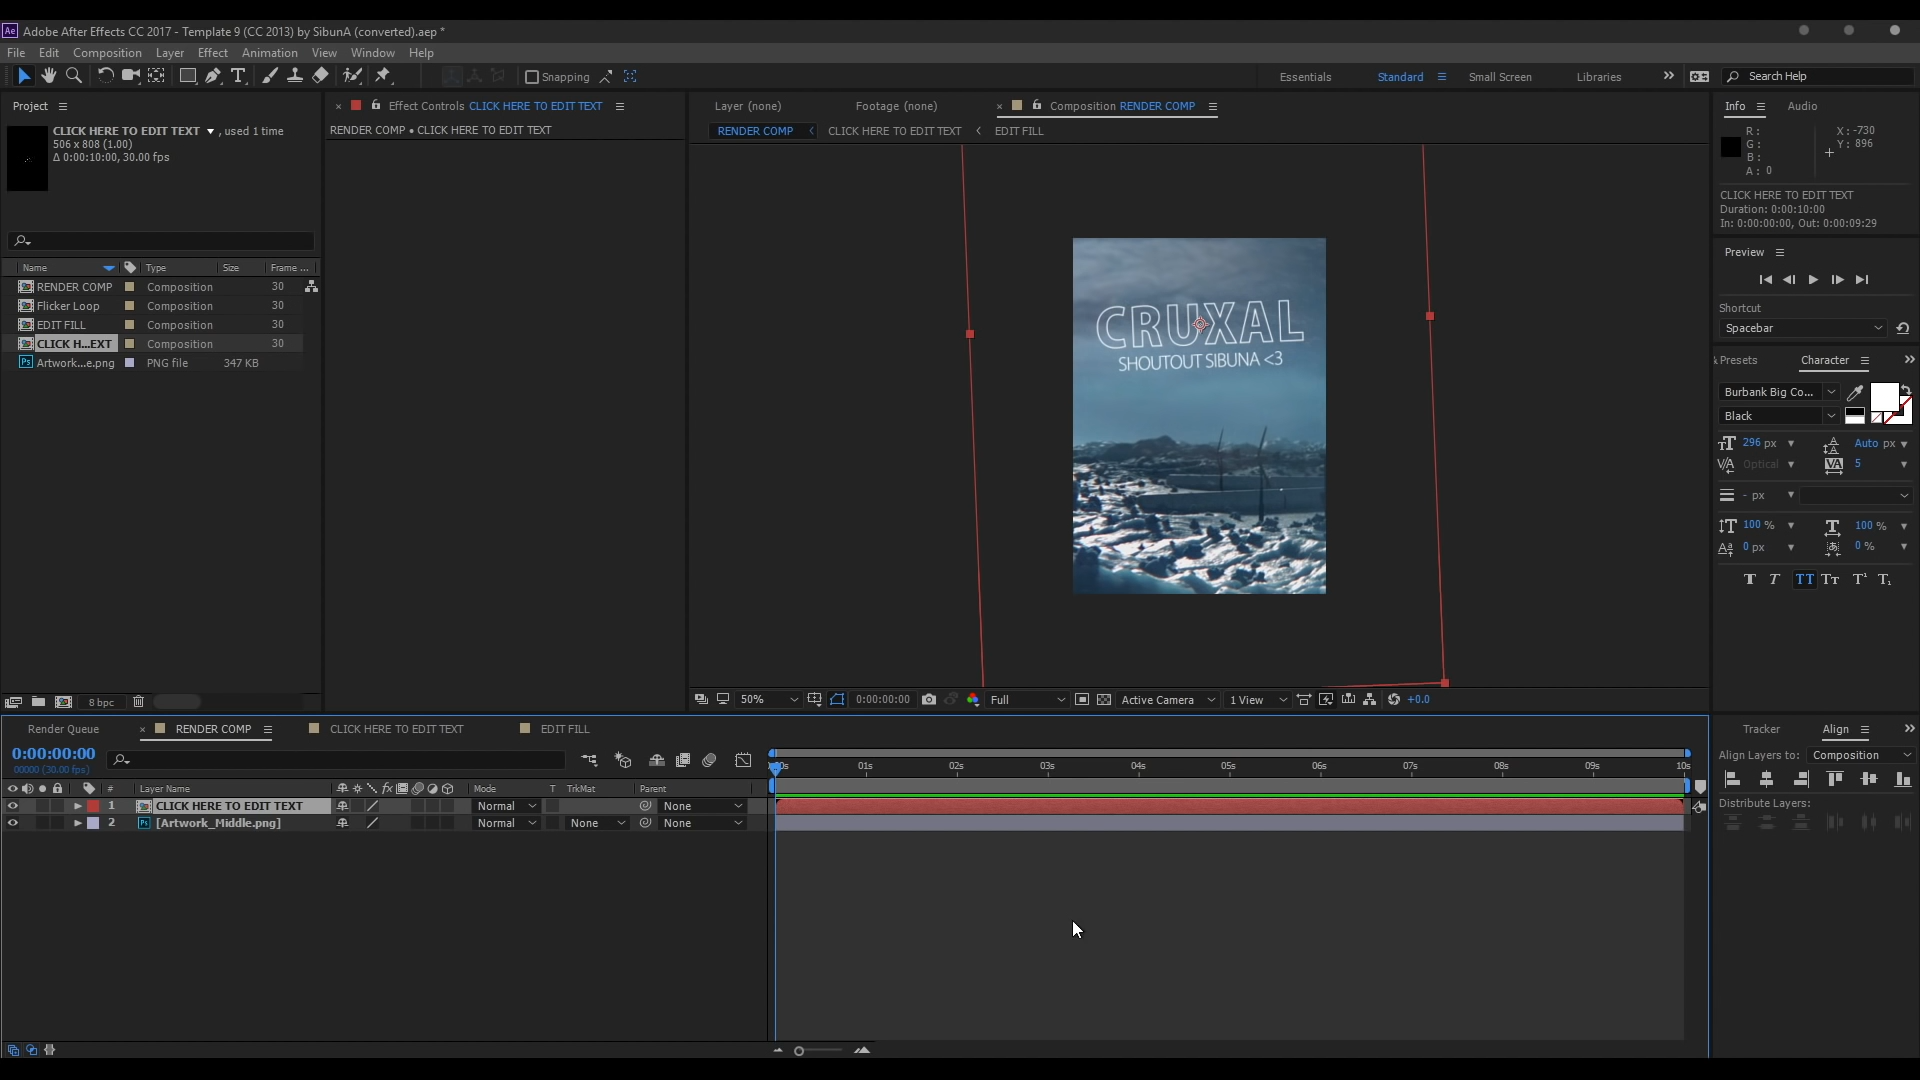 Ae Adobe After Effects CC 2017 - Template 9 (CC 2013) by SibunA (converted).aep *
File Edit Composition Layer Effect Animation View Window Help
Snapping
Essentials Standard Small Screen Libraries Search Help
Project
CLICK HERE TO EDIT TEXT , used 1 time
506 x 808 (1.00)
Δ 0:00:10:00, 30.00 fps
Name Type Size Frame ...
RENDER COMP Composition 30
Flicker Loop Composition 30
EDIT FILL Composition 30
CLICK H...EXT Composition 30
Artwork...e.png PNG file 347 KB
8 bpc
Effect Controls CLICK HERE TO EDIT TEXT
RENDER COMP • CLICK HERE TO EDIT TEXT
Layer (none) Footage (none) Composition RENDER COMP
RENDER COMP CLICK HERE TO EDIT TEXT EDIT FILL
CRUXAL
SHOUTOUT SIBUNA <3
50% 0:00:00:00 Full Active Camera 1 View +0.0
Info Audio
R :
G :
B :
A : 0
X : -730
Y : 896
CLICK HERE TO EDIT TEXT
Duration: 0:00:10:00
In: 0:00:00:00, Out: 0:00:09:29
Preview
Shortcut
Spacebar
& Presets Character
Burbank Big Co...
Black
296 px Auto px
Optical 5
- px
100 % 100 %
0 px 0 %
Render Queue RENDER COMP CLICK HERE TO EDIT TEXT EDIT FILL
0:00:00:00
00000 (30.00 fps)
01s 02s 03s 04s 05s 06s 07s 08s 09s 10s
# Layer Name Mode T TrkMat Parent
1 CLICK HERE TO EDIT TEXT Normal None
2 [Artwork_Middle.png] Normal None None
Tracker Align
Align Layers to: Composition
Distribute Layers: